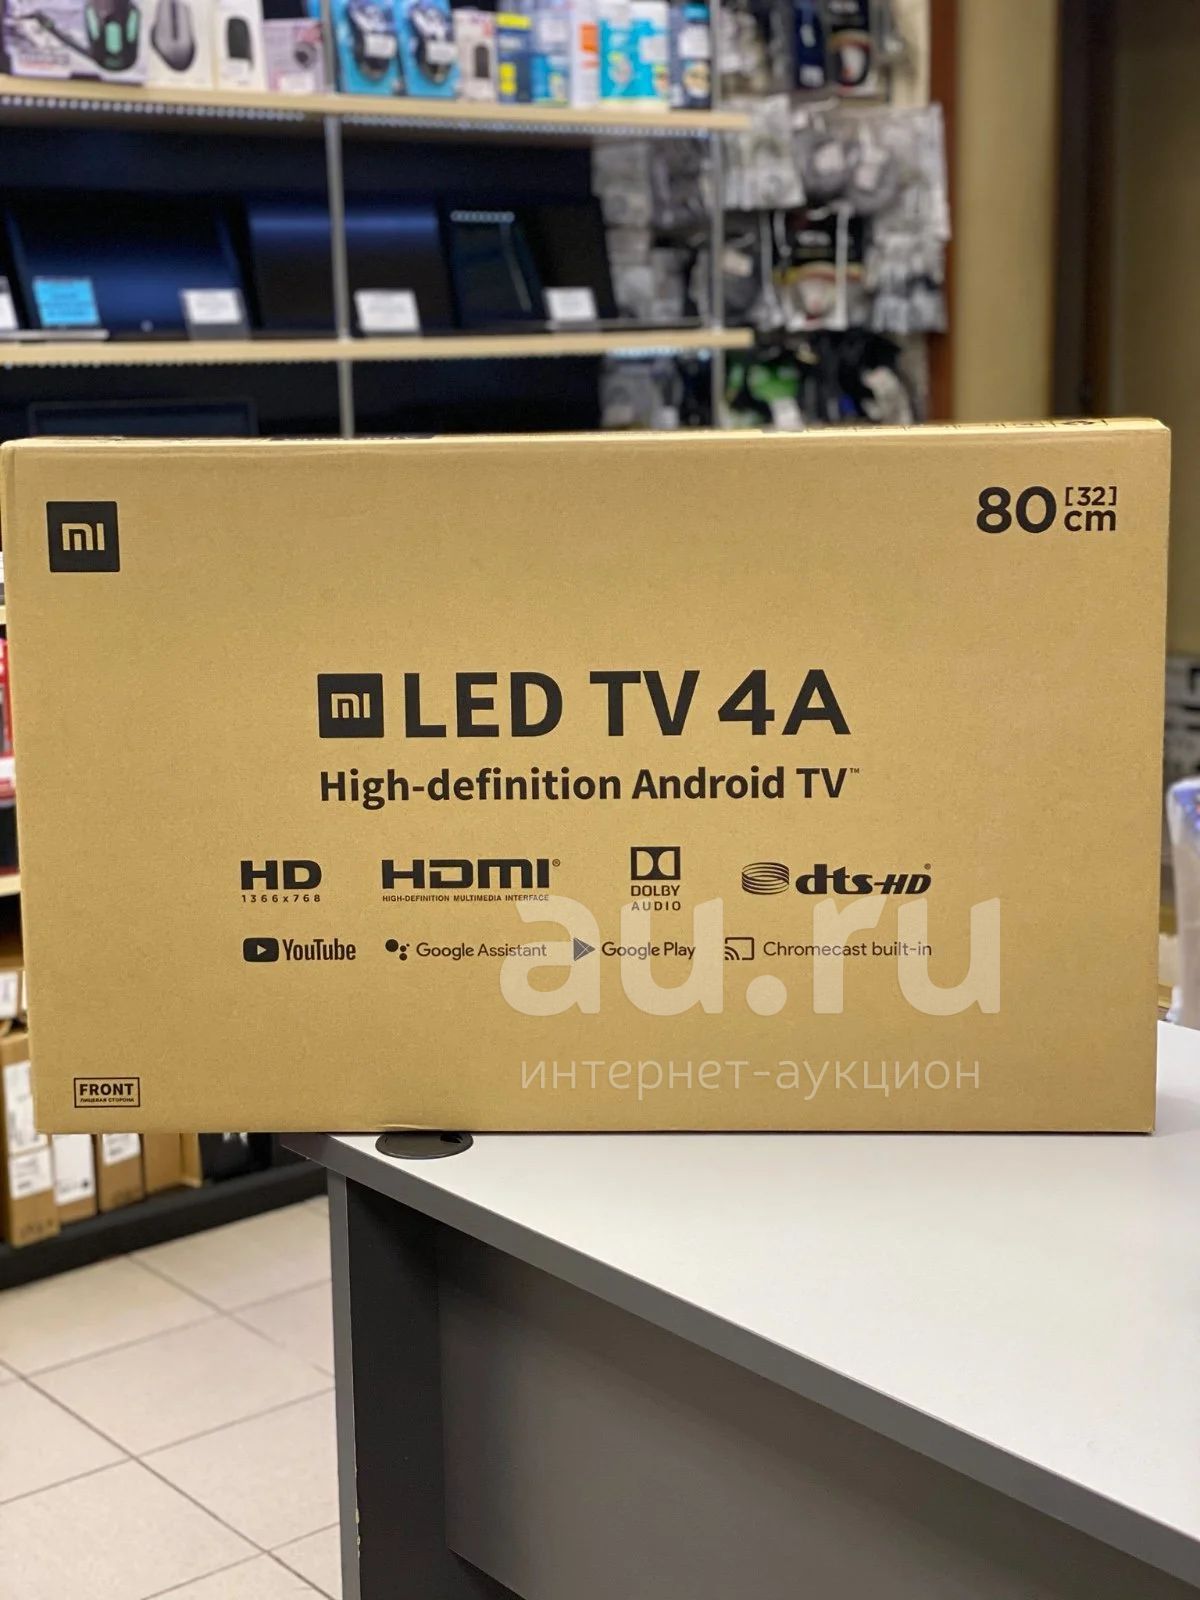 mi
80 [32] cm
mi LED TV 4A
High-definition Android TV™
HD
1366x768
HDMI®
HIGH-DEFINITION MULTIMEDIA INTERFACE
DOLBY
AUDIO
dts-HD®
YouTube
Google Assistant
Google Play
Chromecast built-in
au.ru
интернет-аукцион
FRONT
ЛИЦЕВАЯ СТОРОНА